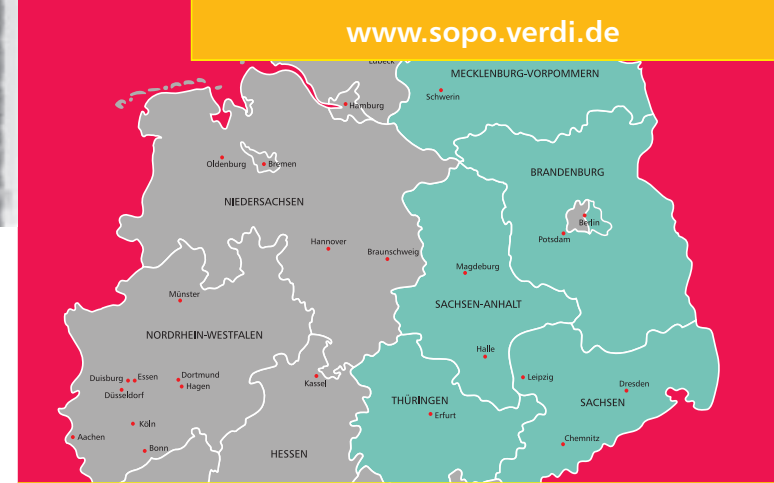 www.sopo.verdi.de
Lübeck
MECKLENBURG-VORPOMMERN
Schwerin
Hamburg
Oldenburg
Bremen
BRANDENBURG
NIEDERSACHSEN
Berlin
Potsdam
Hannover
Braunschweig
Magdeburg
Münster
SACHSEN-ANHALT
NORDRHEIN-WESTFALEN
Halle
Duisburg
Essen
Dortmund
Kassel
Leipzig
Hagen
Dresden
Düsseldorf
THÜRINGEN
SACHSEN
Erfurt
Köln
Aachen
Chemnitz
Bonn
HESSEN